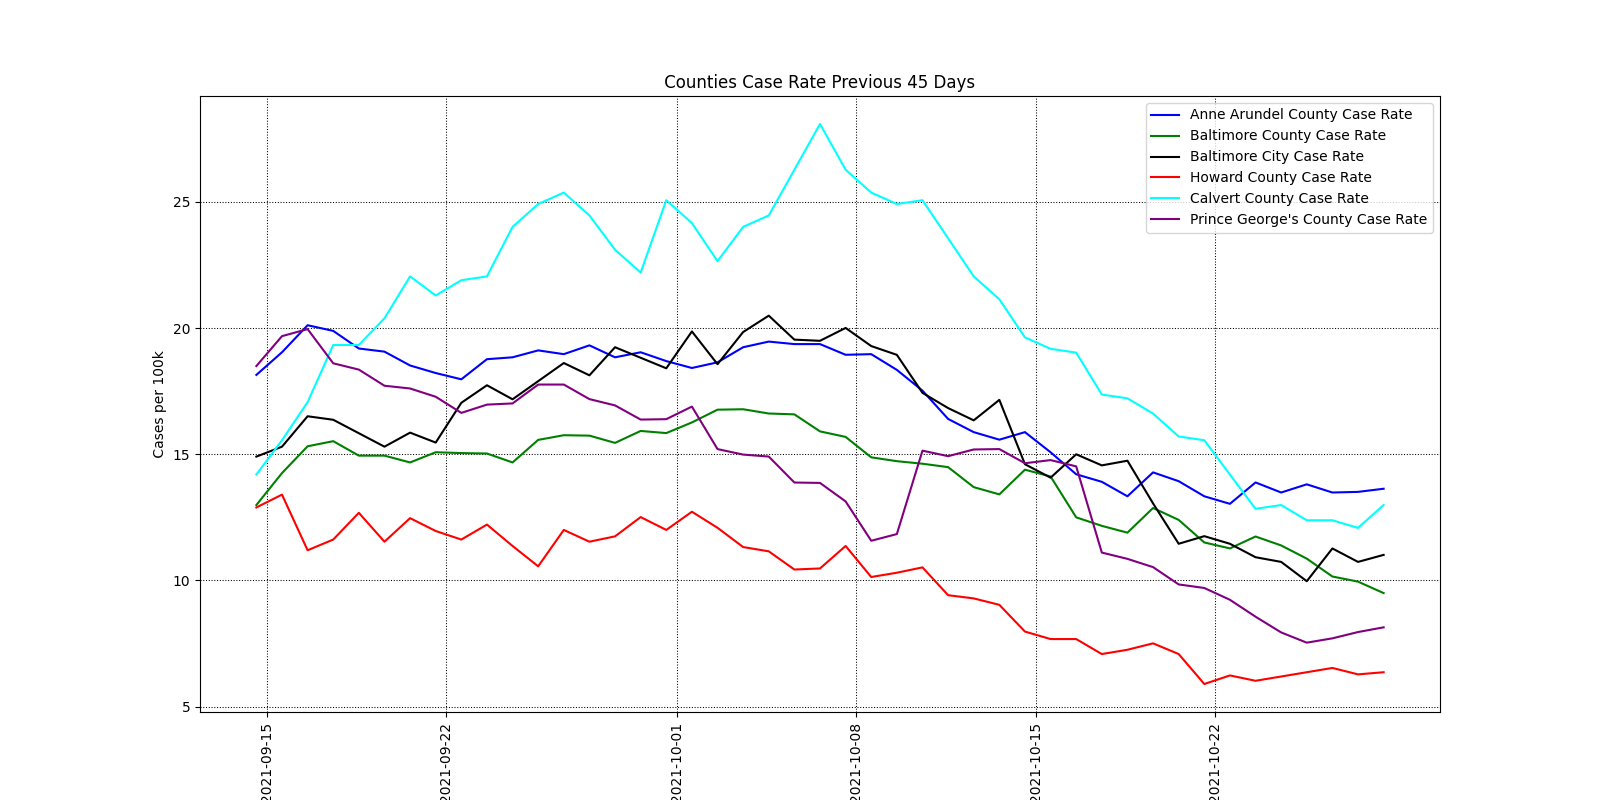 Counties Case Rate Previous 45 Days
Anne Arundel County Case Rate
Baltimore County Case Rate
Baltimore City Case Rate
Howard County Case Rate
Calvert County Case Rate
Prince George's County Case Rate
Cases per 100k
25
20
15
10
5
2021-09-15
2021-09-22
2021-10-01
2021-10-08
2021-10-15
2021-10-22